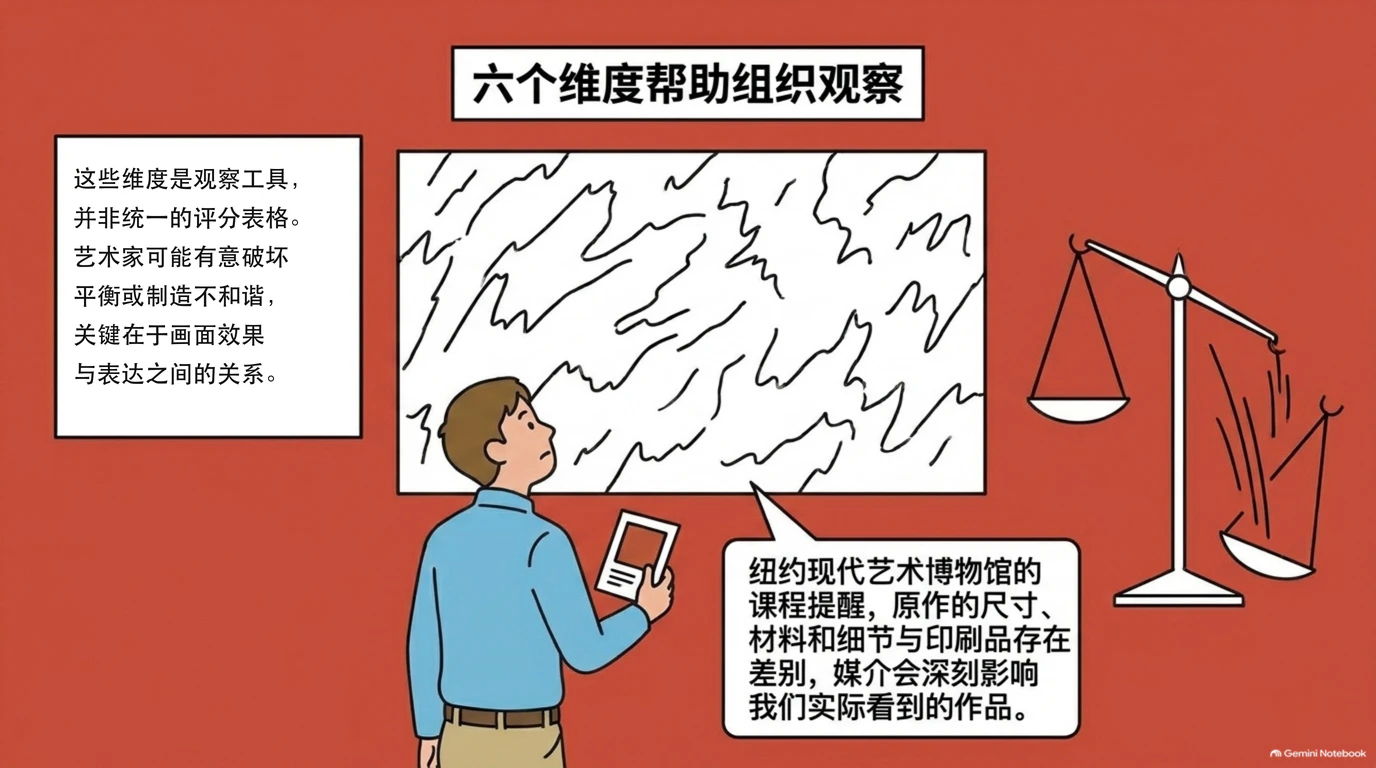 六个维度帮助组织观察
这些维度是观察工具，
并非统一的评分表格。
艺术家可能有意破坏
平衡或制造不和谐，
关键在于画面效果
与表达之间的关系。
纽约现代艺术博物馆的
课程提醒，原作的尺寸、
材料和细节与印刷品存在
差别，媒介会深刻影响
我们实际看到的作品。
Gemini Notebook